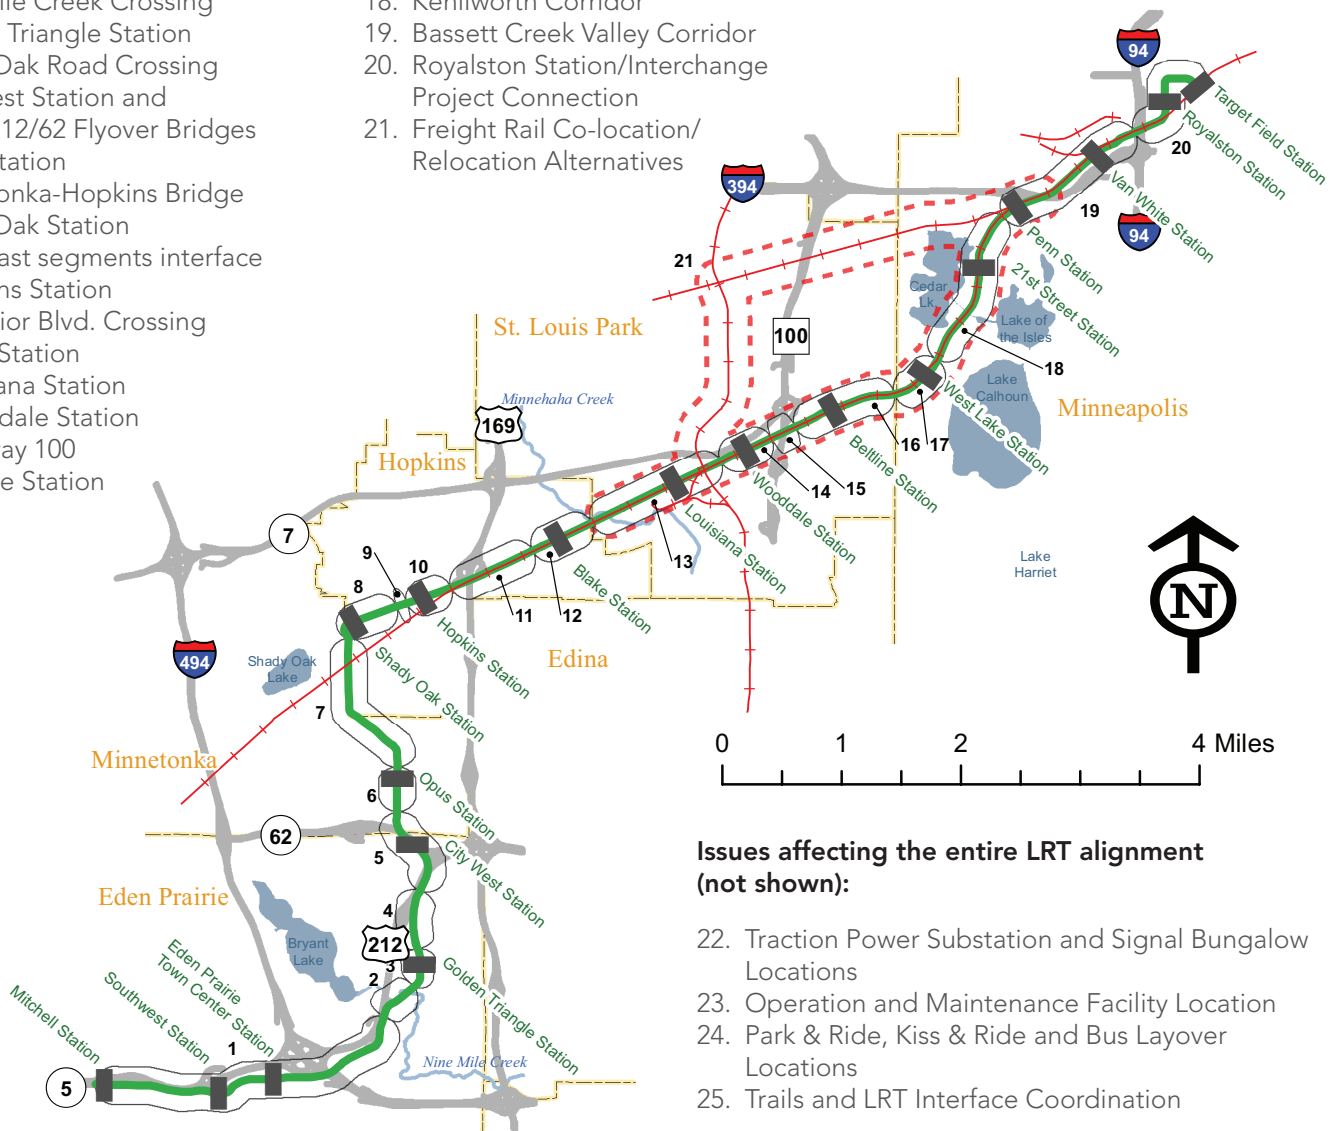 Creek Crossing
Triangle Station
Oak Road Crossing
Station and
12/62 Flyover Bridges
onka-Hopkins Bridge
Oak Station
ast segments interface
ns Station
ior Blvd. Crossing
Station
ana Station
dale Station
ay 100
e Station
18. Kenilworth Corridor
19. Bassett Creek Valley Corridor
20. Royalston Station/Interchange
Project Connection
21. Freight Rail Co-location/
Relocation Alternatives
94
Target Field Station
Royalston Station
20
Van White Station
19
94
394
Penn Station
21
21st Street Station
Cedar
Lk.
Lake of
the Isles
18
100
St. Louis Park
Minnehaha Creek
169
Lake
Calhoun
Minneapolis
West Lake Station
17
16
Beltline Station
15
14
Wooddale Station
Hopkins
7
Louisiana Station
13
Lake
Harriet
N
9
10
8
12
11
Blake Station
Hopkins Station
Edina
494
Shady Oak
Lake
Shady Oak Station
7
Minnetonka
6
Opus Station
62
5
City West Station
Eden Prairie
4
212
3
2
Bryant
Lake
Golden Triangle Station
Eden Prairie
Town Center Station
Southwest Station
Mitchell Station
1
5
Nine Mile Creek
0 1 2 4 Miles
Issues affecting the entire LRT alignment
(not shown):
22. Traction Power Substation and Signal Bungalow
Locations
23. Operation and Maintenance Facility Location
24. Park & Ride, Kiss & Ride and Bus Layover
Locations
25. Trails and LRT Interface Coordination